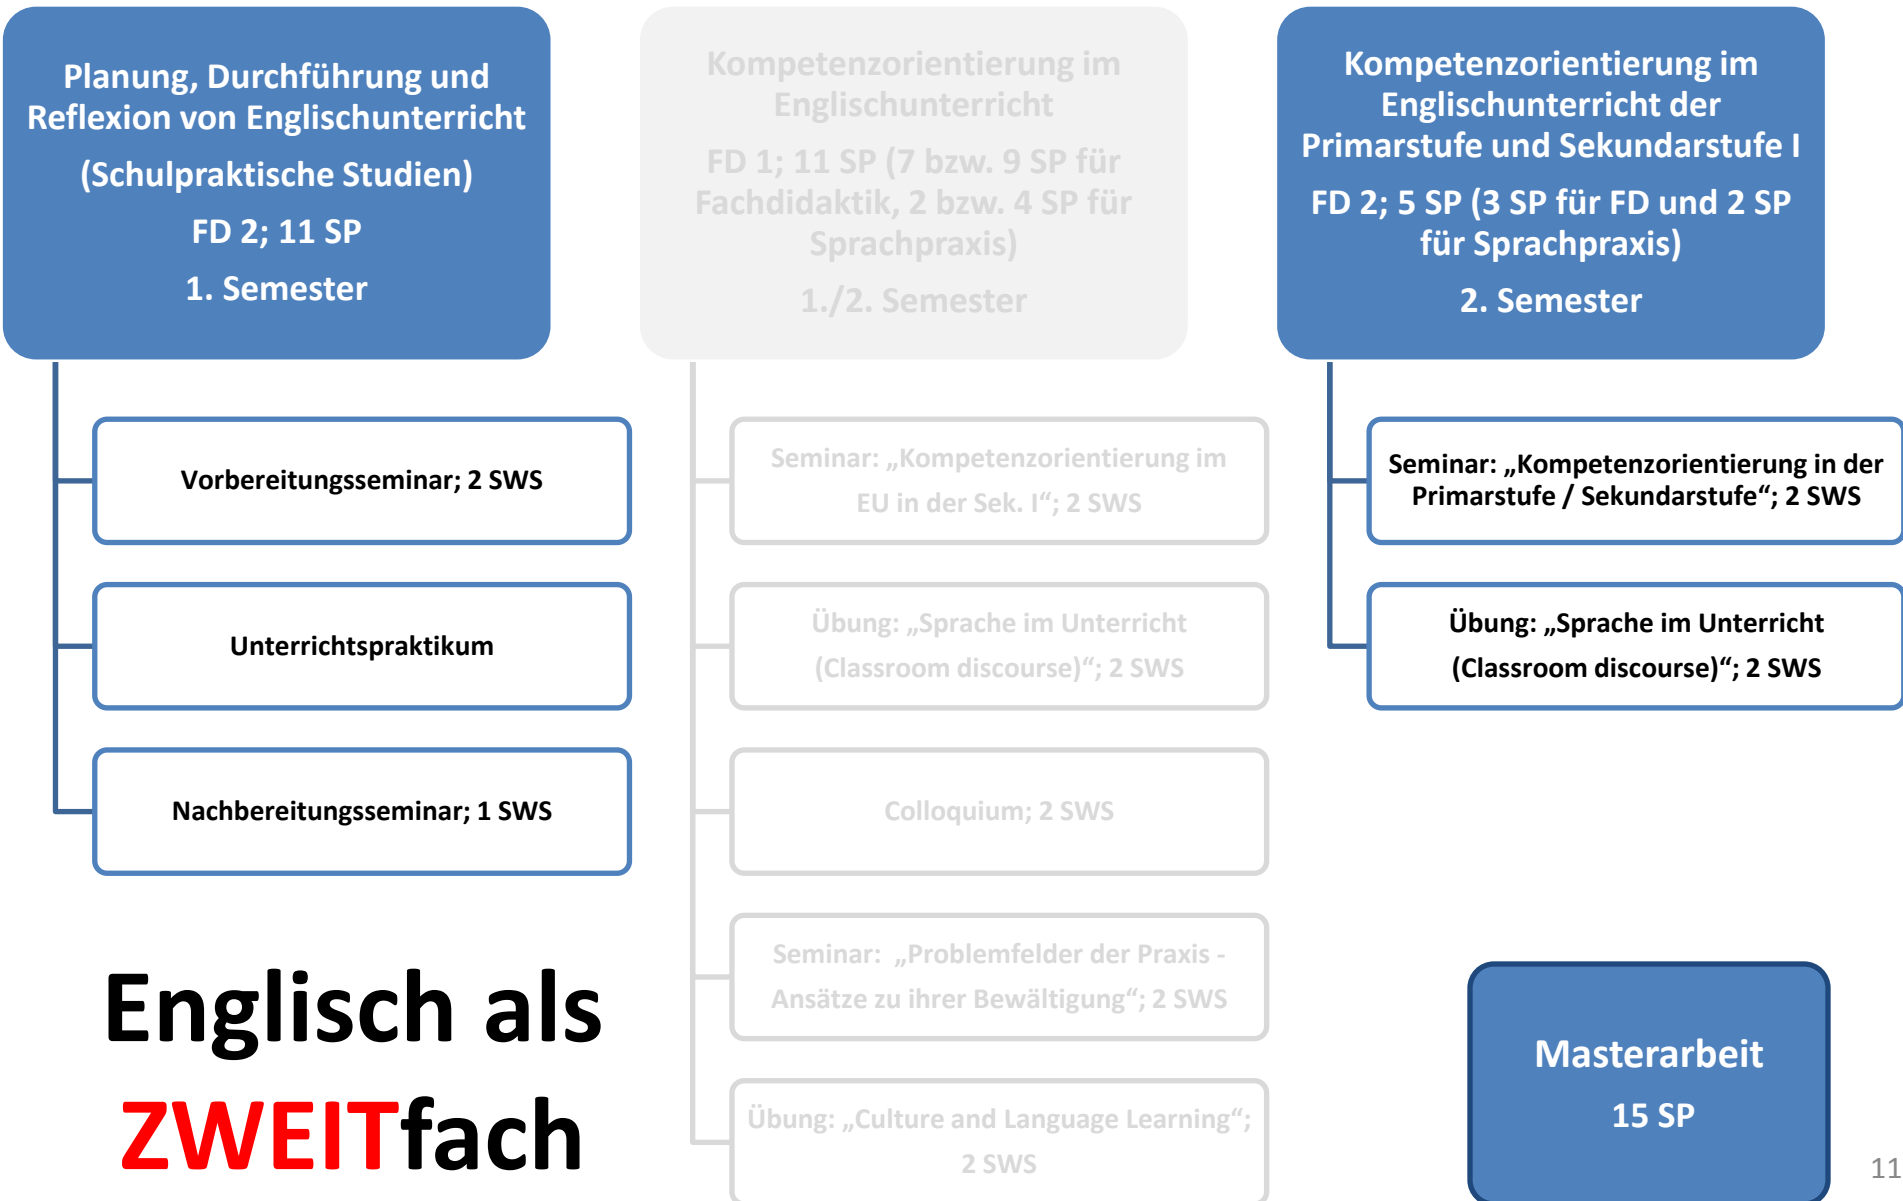 Planung, Durchführung und
Reflexion von Englischunterricht
(Schulpraktische Studien)
FD 2; 11 SP
1. Semester
Vorbereitungsseminar; 2 SWS
Unterrichtspraktikum
Nachbereitungsseminar; 1 SWS
Kompetenzorientierung im
Englischunterricht
FD 1; 11 SP (7 bzw. 9 SP für
Fachdidaktik, 2 bzw. 4 SP für
Sprachpraxis)
1./2. Semester
Seminar: „Kompetenzorientierung im
EU in der Sek. I“; 2 SWS
Übung: „Sprache im Unterricht
(Classroom discourse)“; 2 SWS
Colloquium; 2 SWS
Seminar: „Problemfelder der Praxis -
Ansätze zu ihrer Bewältigung“; 2 SWS
Übung: „Culture and Language Learning“;
2 SWS
Kompetenzorientierung im
Englischunterricht der
Primarstufe und Sekundarstufe I
FD 2; 5 SP (3 SP für FD und 2 SP
für Sprachpraxis)
2. Semester
Seminar: „Kompetenzorientierung in der
Primarstufe / Sekundarstufe“; 2 SWS
Übung: „Sprache im Unterricht
(Classroom discourse)“; 2 SWS
Englisch als
ZWEITfach
Masterarbeit
15 SP
11